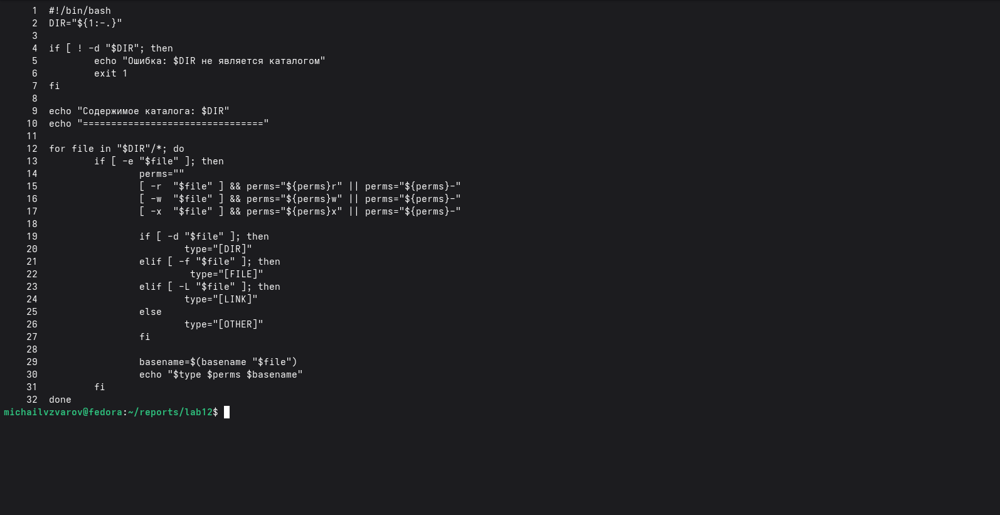 1 #!/bin/bash
2 DIR="${1:-.}"
3
4 if [ ! -d "$DIR"; then
5         echo "Ошибка: $DIR не является каталогом"
6         exit 1
7 fi
8
9 echo "Содержимое каталога: $DIR"
10 echo "================================"
11
12 for file in "$DIR"/*; do
13         if [ -e "$file" ]; then
14                 perms=""
15                 [ -r  "$file" ] && perms="${perms}r" || perms="${perms}-"
16                 [ -w  "$file" ] && perms="${perms}w" || perms="${perms}-"
17                 [ -x  "$file" ] && perms="${perms}x" || perms="${perms}-"
18
19                 if [ -d "$file" ]; then
20                         type="[DIR]"
21                 elif [ -f "$file" ]; then
22                          type="[FILE]"
23                 elif [ -L "$file" ]; then
24                         type="[LINK]"
25                 else
26                         type="[OTHER]"
27                 fi
28
29                 basename=$(basename "$file")
30                 echo "$type $perms $basename"
31         fi
32 done
michailvzvarov@fedora:~/reports/lab12$